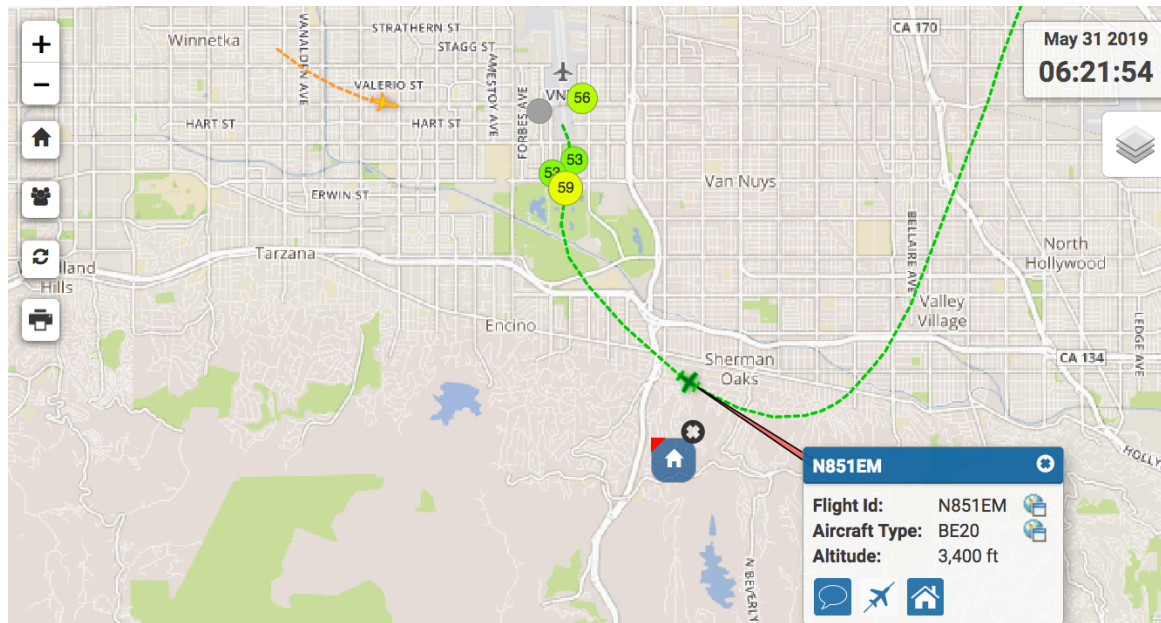 STRATHERN ST
CA 170
May 31 2019
Winnetka
VANALDEN AVE
STAGG ST
06:21:54
AMESTOY AVE
VALERIO ST
FORBES AVE
56
HART ST
HART ST
53
Van Nuys
59
ERWIN ST
BELLAIRE AVE
Tarzana
North
Hollywood
Hills
Valley
Village
LEDGE AVE
Encino
Sherman
Oaks
CA 134
N851EM
Flight Id: N851EM
Aircraft Type: BE20
Altitude: 3,400 ft
N BEVERLY